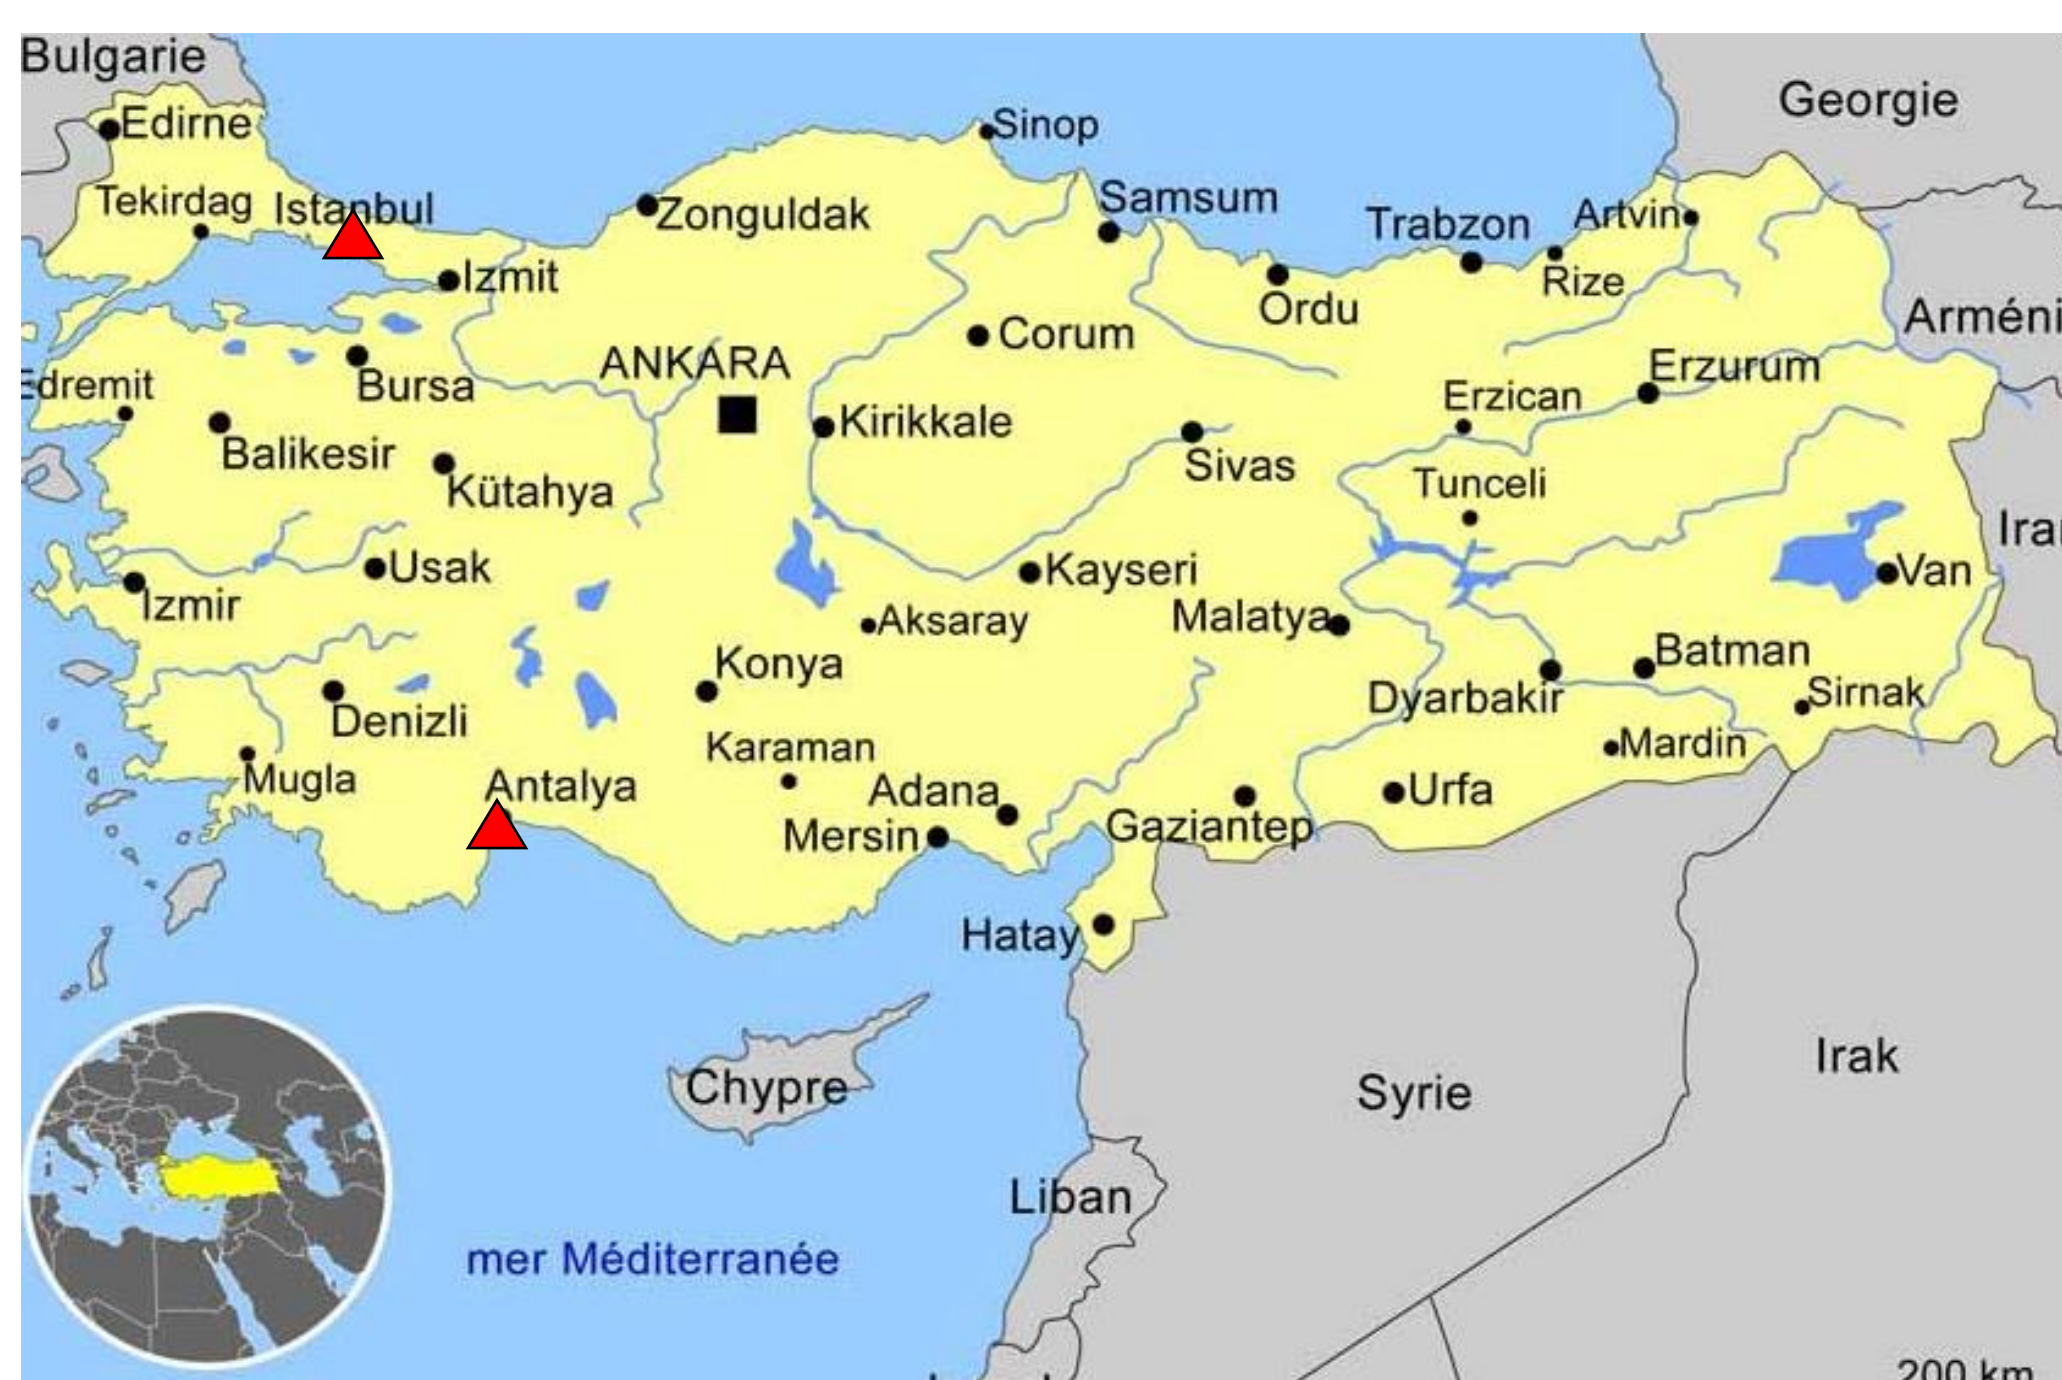 Bulgarie
Georgie
Edirne
Sinop
Tekirdag
Istanbul
Zonguldak
Samsum
Trabzon
Artvin
Izmit
Rize
Ordu
Arméni
Corum
ANKARA
Erzurum
Edremit
Bursa
Erzican
Kirikkale
Balikesir
Sivas
Kütahya
Tunceli
Irar
Usak
Kayseri
Van
Izmir
Aksaray
Malatya
Konya
Batman
Dyarbakir
Sirnak
Denizli
Karaman
Mardin
Mugla
Antalya
Adana
Urfa
Mersin
Gaziantep
Hatay
Chypre
Syrie
Irak
Liban
mer Méditerranée
200 km